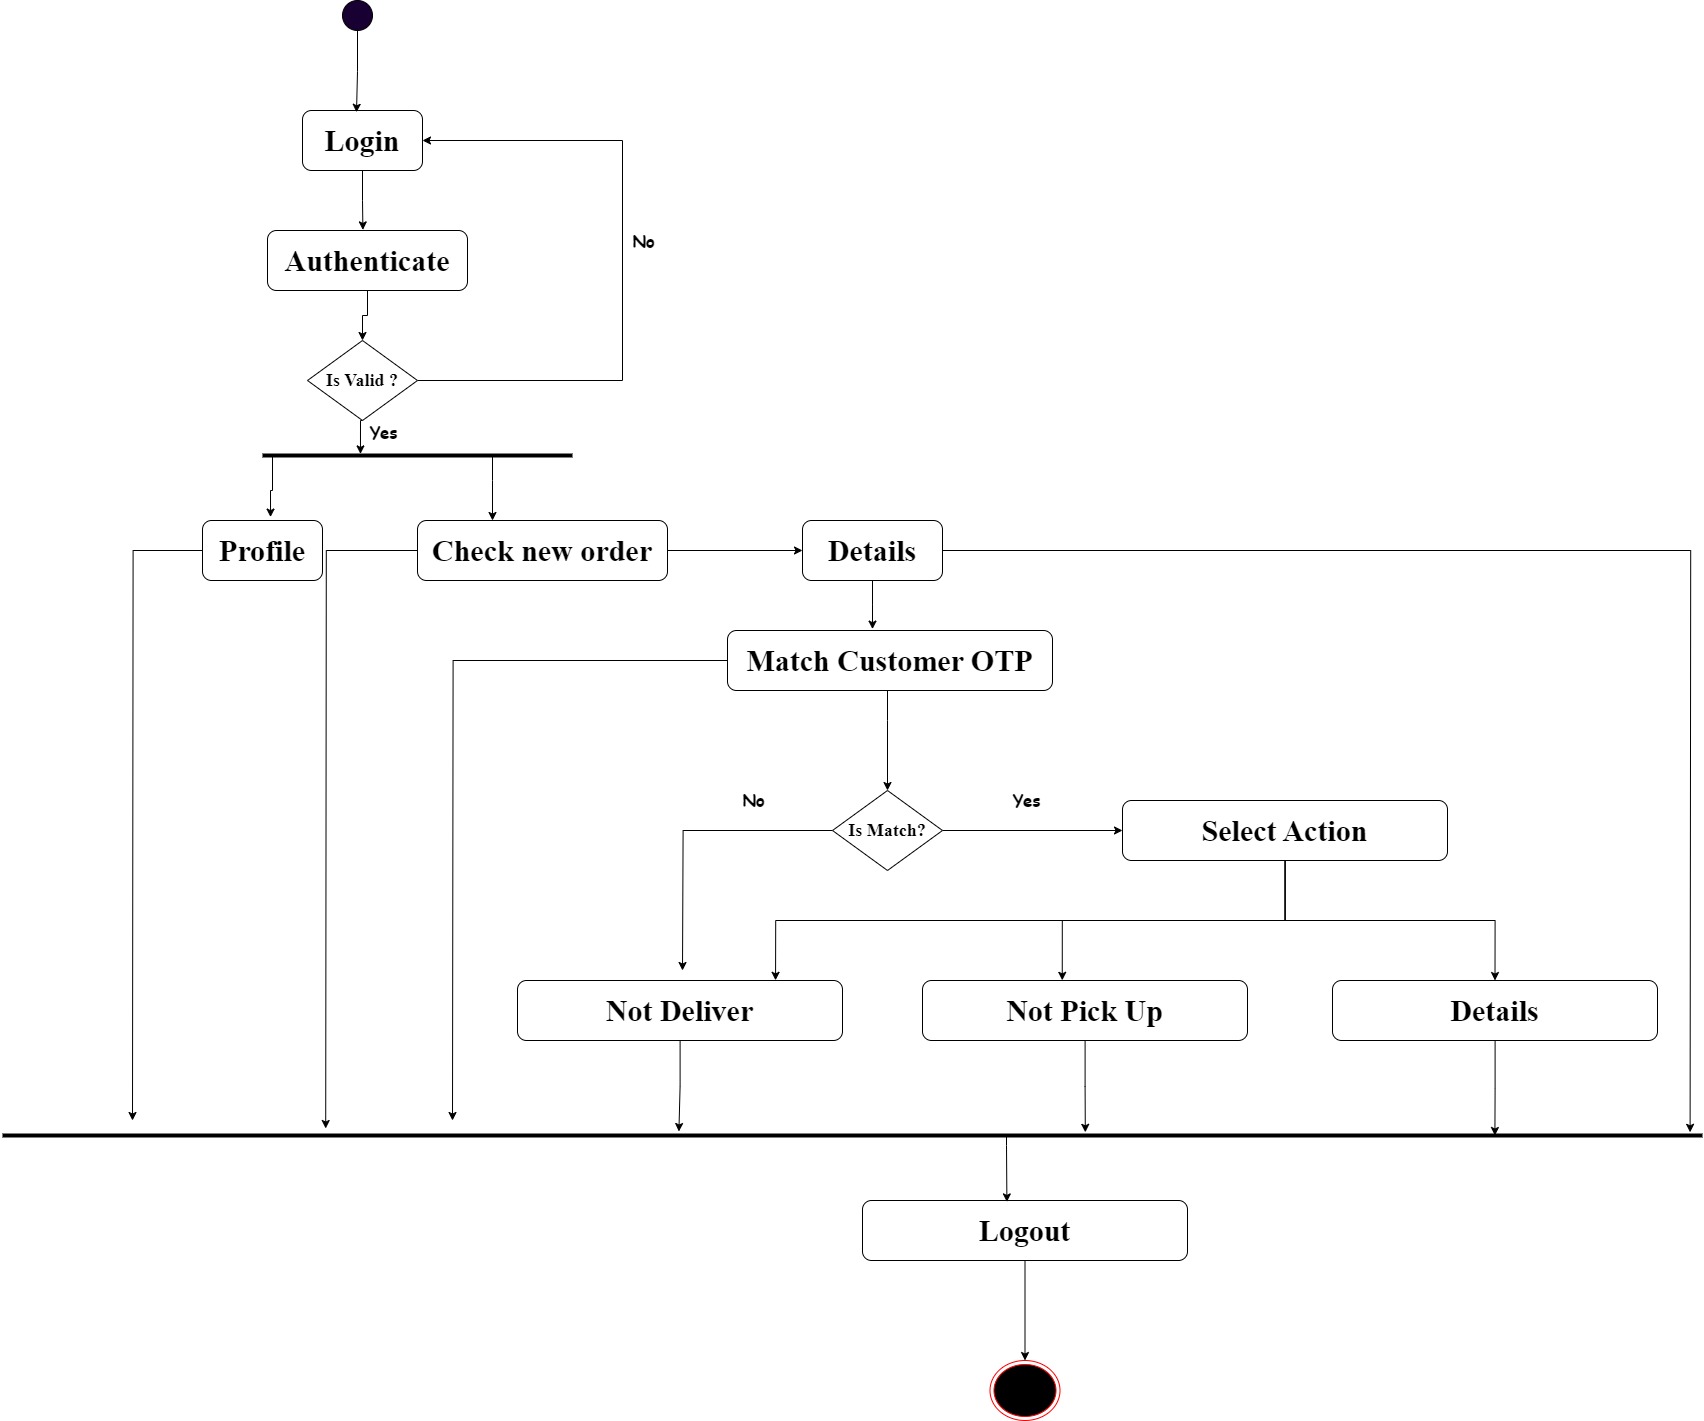 Login
No
Authenticate
Is Valid ?
Yes
Profile
Check new order
Details
Match Customer OTP
No
Yes
Is Match?
Select Action
Not Deliver
Not Pick Up
Details
Logout